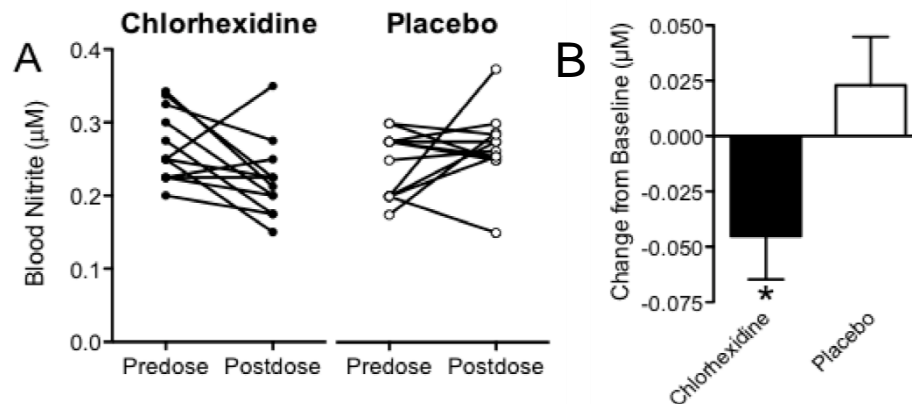 A
Chlorhexidine
Placebo
Blood Nitrite (μM)
0.4
0.3
0.2
0.1
0.0
Predose Postdose
Predose Postdose
B
Change from Baseline (μM)
0.050
0.025
0.000
-0.025
-0.050
-0.075
*
Chlorhexidine
Placebo